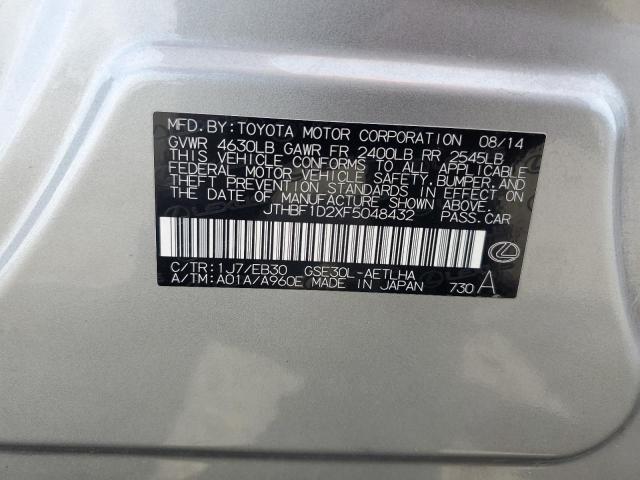 MFD.BY:TOYOTA MOTOR CORPORATION 08/14
GVWR 4630LB GAWR FR 2400LB RR 2545LB
THIS VEHICLE CONFORMS TO ALL APPLICABLE
FEDERAL MOTOR VEHICLE SAFETY,BUMPER,AND
THEFT PREVENTION STANDARDS IN EFFECT ON
THE DATE OF MANUFACTURE SHOWN ABOVE.
JTHBF1D2XF5048432 PASS.CAR
C/TR:1J7/EB30 GSE30L-AETLHA
A/TM:A01A/A960E MADE IN JAPAN 730 A